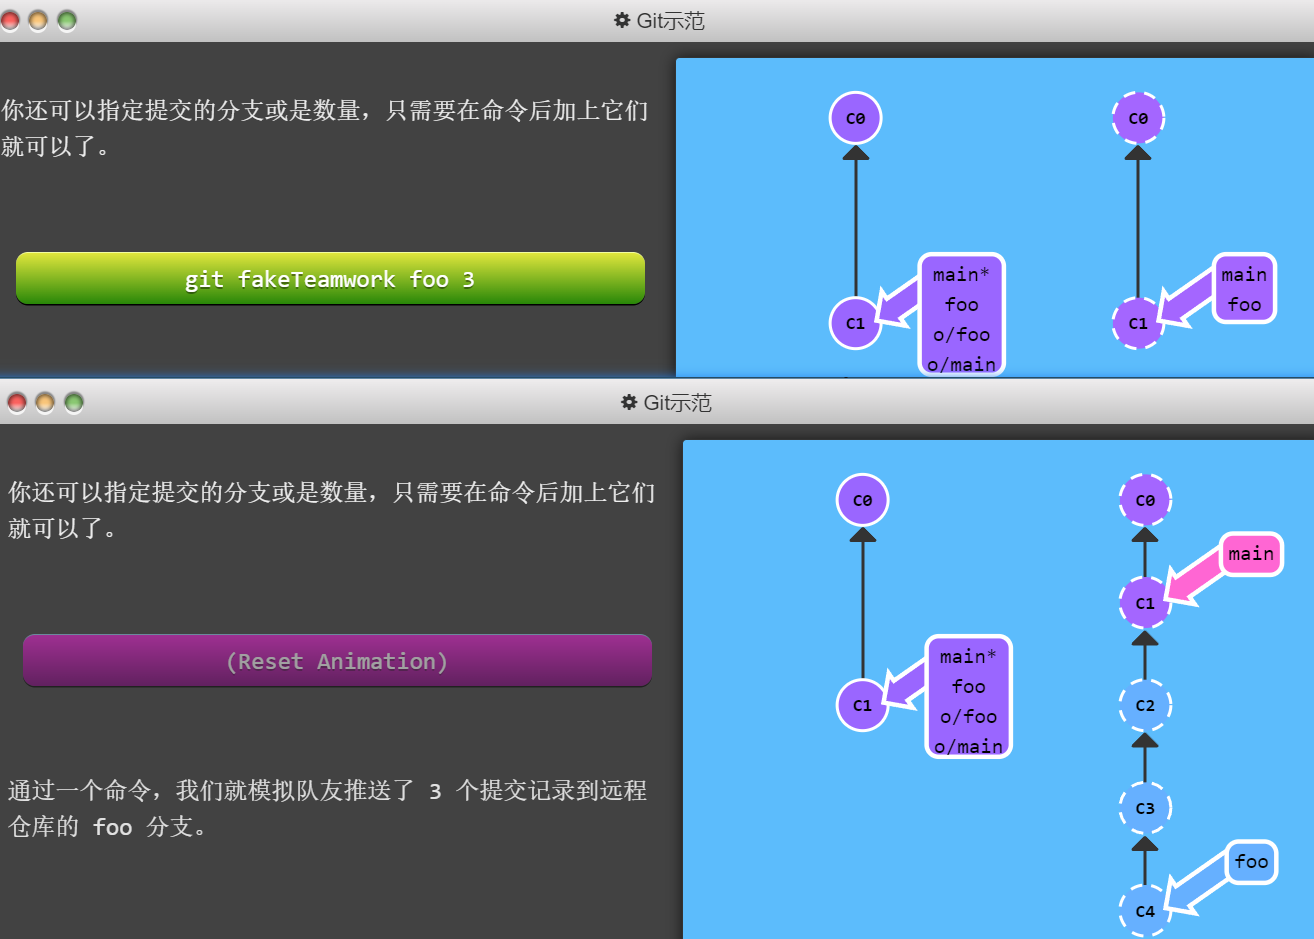 Git示范
你还可以指定提交的分支或是数量，只需要在命令后加上它们
就可以了。
git fakeTeamwork foo 3
C0
C1
main*
foo
o/foo
o/main
C0
C1
main
foo
Git示范
你还可以指定提交的分支或是数量，只需要在命令后加上它们
就可以了。
(Reset Animation)
通过一个命令，我们就模拟队友推送了 3 个提交记录到远程
仓库的 foo 分支。
C0
C1
main*
foo
o/foo
o/main
C0
main
C1
C2
C3
foo
C4